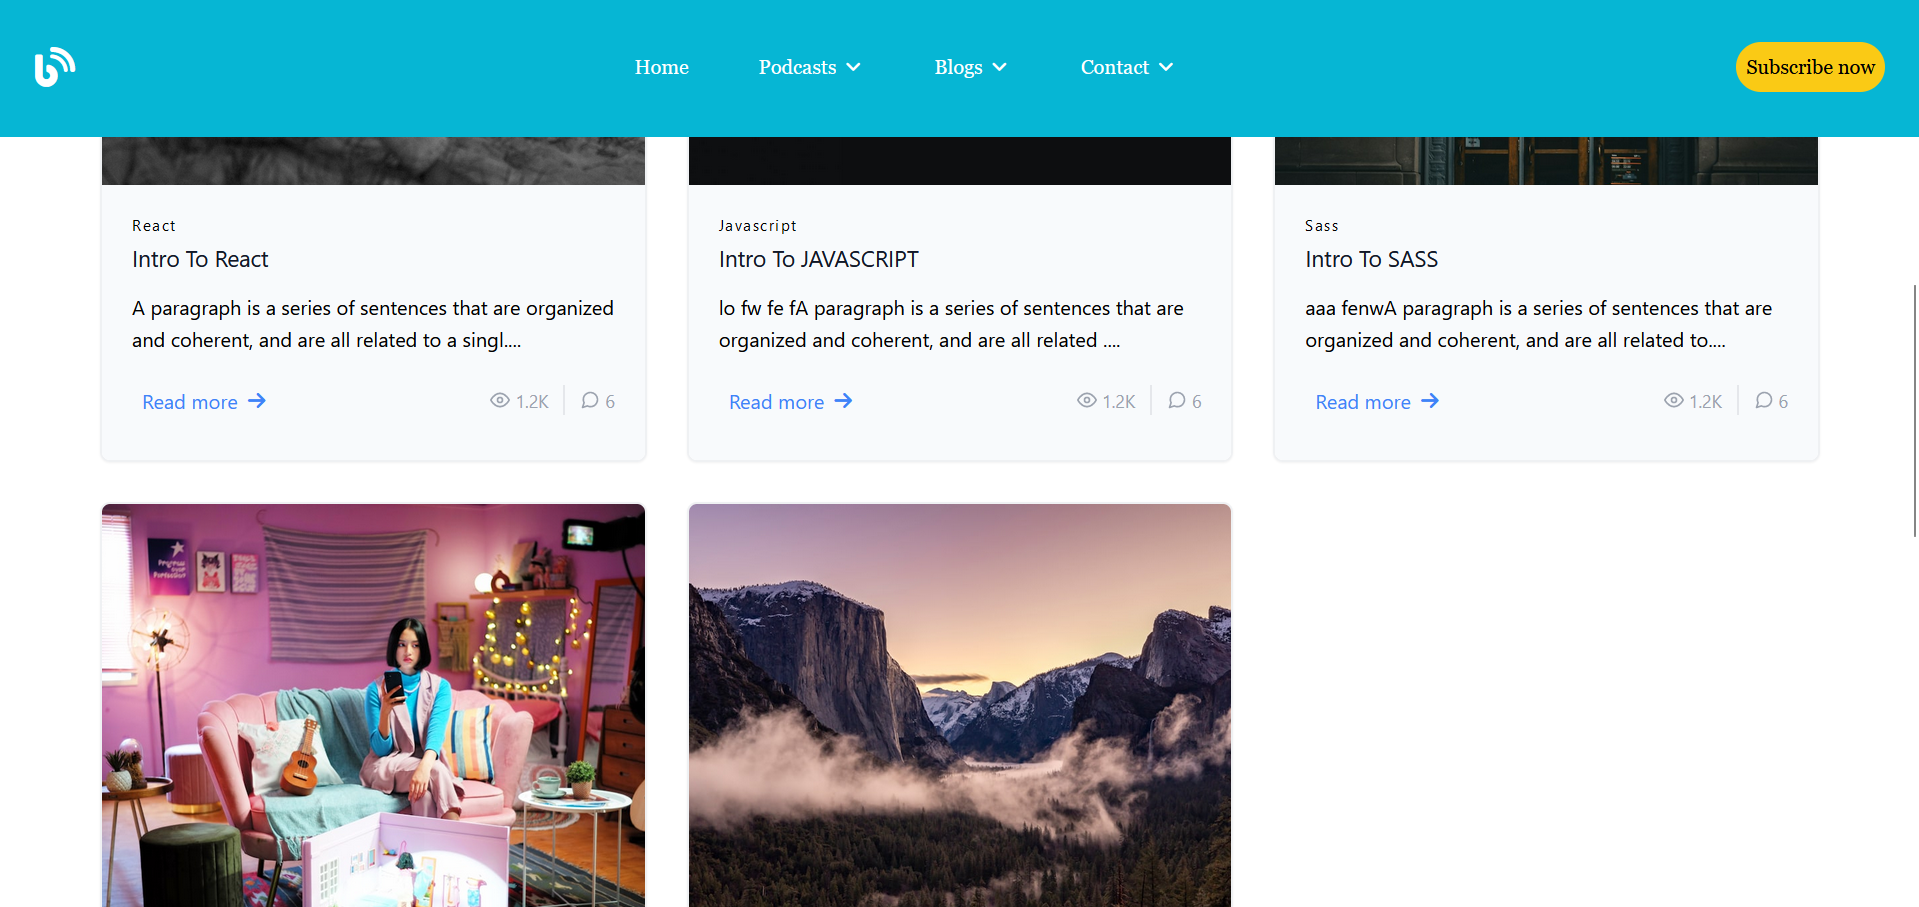 Home Podcasts Blogs Contact Subscribe now
React
Intro To React
A paragraph is a series of sentences that are organized
and coherent, and are all related to a singl....
Read more 1.2K 6
Javascript
Intro To JAVASCRIPT
lo fw fe fA paragraph is a series of sentences that are
organized and coherent, and are all related ....
Read more 1.2K 6
Sass
Intro To SASS
aaa fenwA paragraph is a series of sentences that are
organized and coherent, and are all related to....
Read more 1.2K 6
Progress
over
Perfection